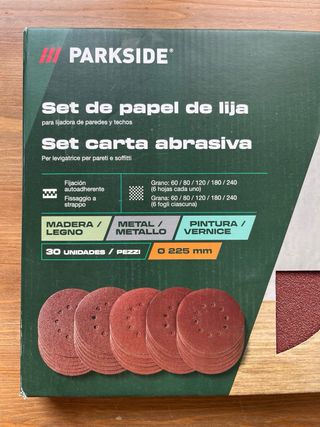 PARKSIDE®
Set de papel de lija
para lijadora de paredes y techos
Set carta abrasiva
Per levigatrice per pareti e soffitti
Fijación
autoadherente
Fissaggio a
strappo
Grano: 60 / 80 / 120 / 180 / 240
(6 hojas cada uno)
Grana: 60 / 80 / 120 / 180 / 240
(6 fogli ciascuna)
MADERA /
LEGNO
METAL /
METALLO
PINTURA /
VERNICE
30 UNIDADES / PEZZI
Ø 225 mm